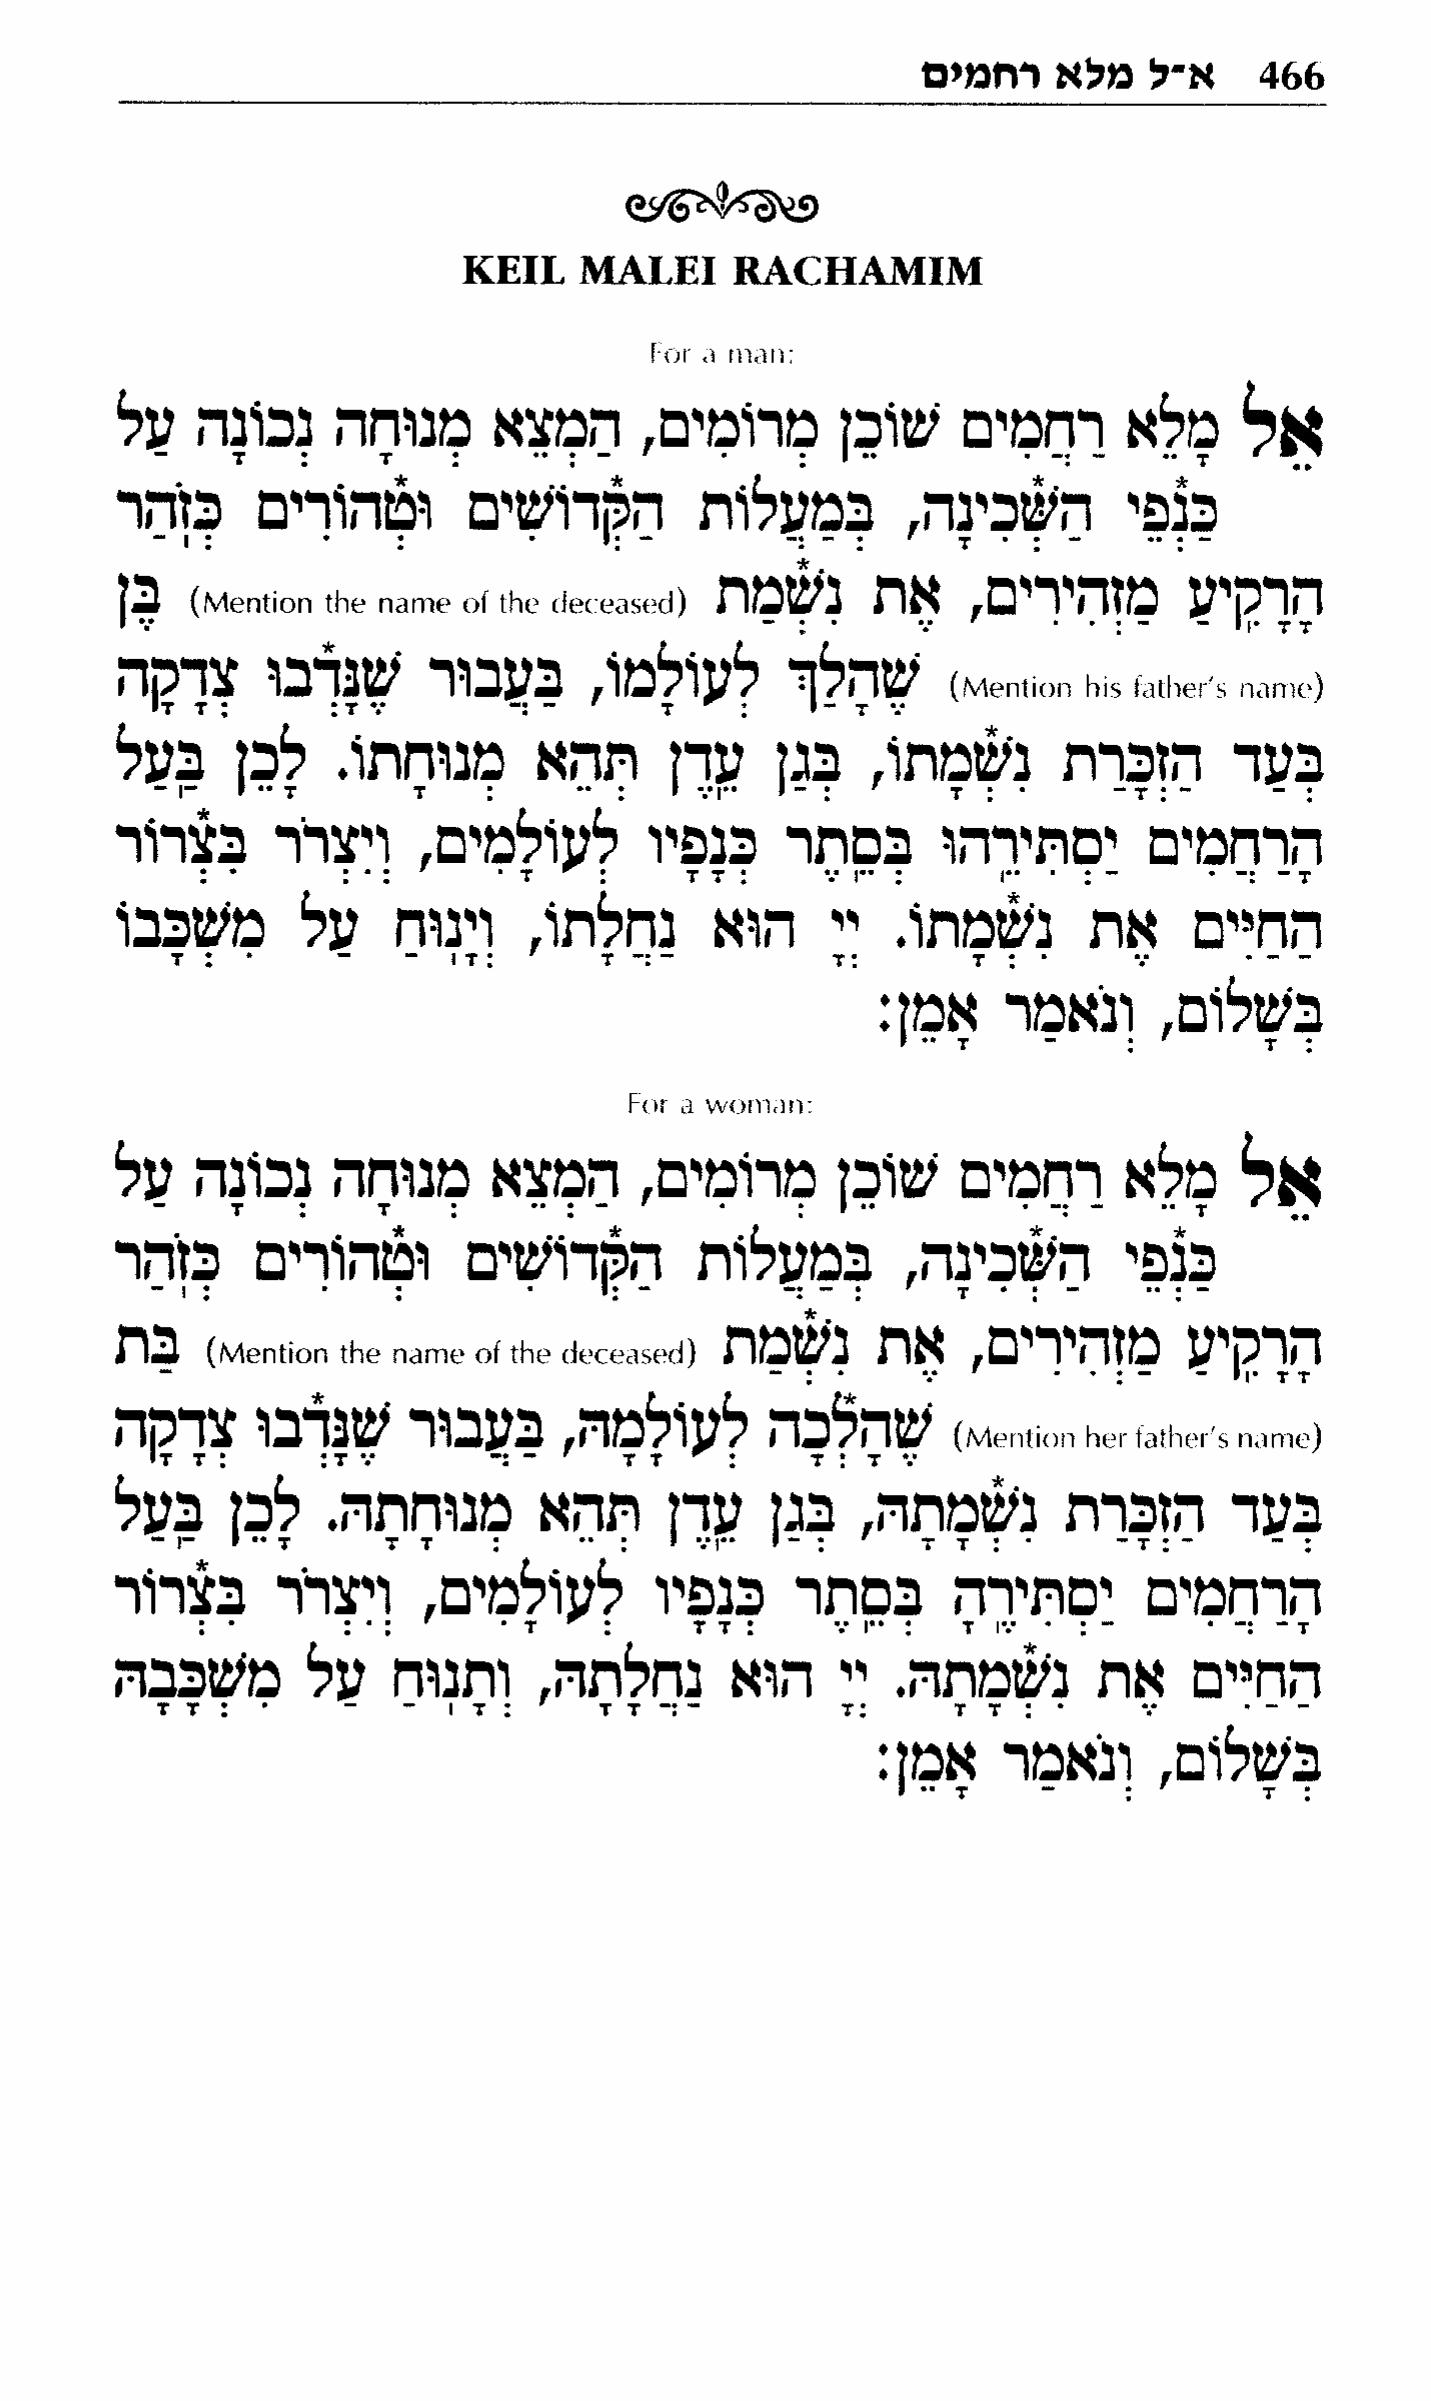 466 א־ל מלא רחמים
KEIL MALEI RACHAMIM
For a man:
אֵל מָלֵא רַחֲמִים שׁוֹכֵן מְרוֹמִים, הַמְצֵא מְנוּחָה נְכוֹנָה עַל
כַּנְ*פֵי הַשְּׁ*כִינָה, בְּמַעֲלוֹת הַקְּ*דוֹשִׁים וּטְ*הוֹרִים כְּזֽוֹהַר
הָרָקִֽיעַ מַזְהִירִים, אֶת נִשְׁ*מַת (Mention the name of the deceased) בֶּן
(Mention his father's name) שֶׁהָלַךְ לְעוֹלָמוֹ, בַּעֲבוּר שֶׁנָּדְ*בוּ צְדָקָה
בְּעַד הַזְכָּרַת נִשְׁ*מָתוֹ, בְּגַן עֵֽדֶן תְּהֵא מְנוּחָתוֹ. לָכֵן בַּֽעַל
הָרַחֲמִים יַסְתִּירֵֽהוּ בְּסֵֽתֶר כְּנָפָיו לְעוֹלָמִים, וְיִצְרֹר בִּצְ*רוֹר
הַחַיִּים אֶת נִשְׁ*מָתוֹ. יְיָ הוּא נַחֲלָתוֹ, וְיָנֽוּחַ עַל מִשְׁכָּבוֹ
בְּשָׁלוֹם, וְנֹאמַר אָמֵן:
For a woman:
אֵל מָלֵא רַחֲמִים שׁוֹכֵן מְרוֹמִים, הַמְצֵא מְנוּחָה נְכוֹנָה עַל
כַּנְ*פֵי הַשְּׁ*כִינָה, בְּמַעֲלוֹת הַקְּ*דוֹשִׁים וּטְ*הוֹרִים כְּזֽוֹהַר
הָרָקִֽיעַ מַזְהִירִים, אֶת נִשְׁ*מַת (Mention the name of the deceased) בַּת
(Mention her father's name) שֶׁהָלְ*כָה לְעוֹלָמָהּ, בַּעֲבוּר שֶׁנָּדְ*בוּ צְדָקָה
בְּעַד הַזְכָּרַת נִשְׁ*מָתָהּ, בְּגַן עֵֽדֶן תְּהֵא מְנוּחָתָהּ. לָכֵן בַּֽעַל
הָרַחֲמִים יַסְתִּירֶֽהָ בְּסֵֽתֶר כְּנָפָיו לְעוֹלָמִים, וְיִצְרֹר בִּצְ*רוֹר
הַחַיִּים אֶת נִשְׁ*מָתָהּ. יְיָ הוּא נַחֲלָתָהּ, וְתָנֽוּחַ עַל מִשְׁכָּבָהּ
בְּשָׁלוֹם, וְנֹאמַר אָמֵן: